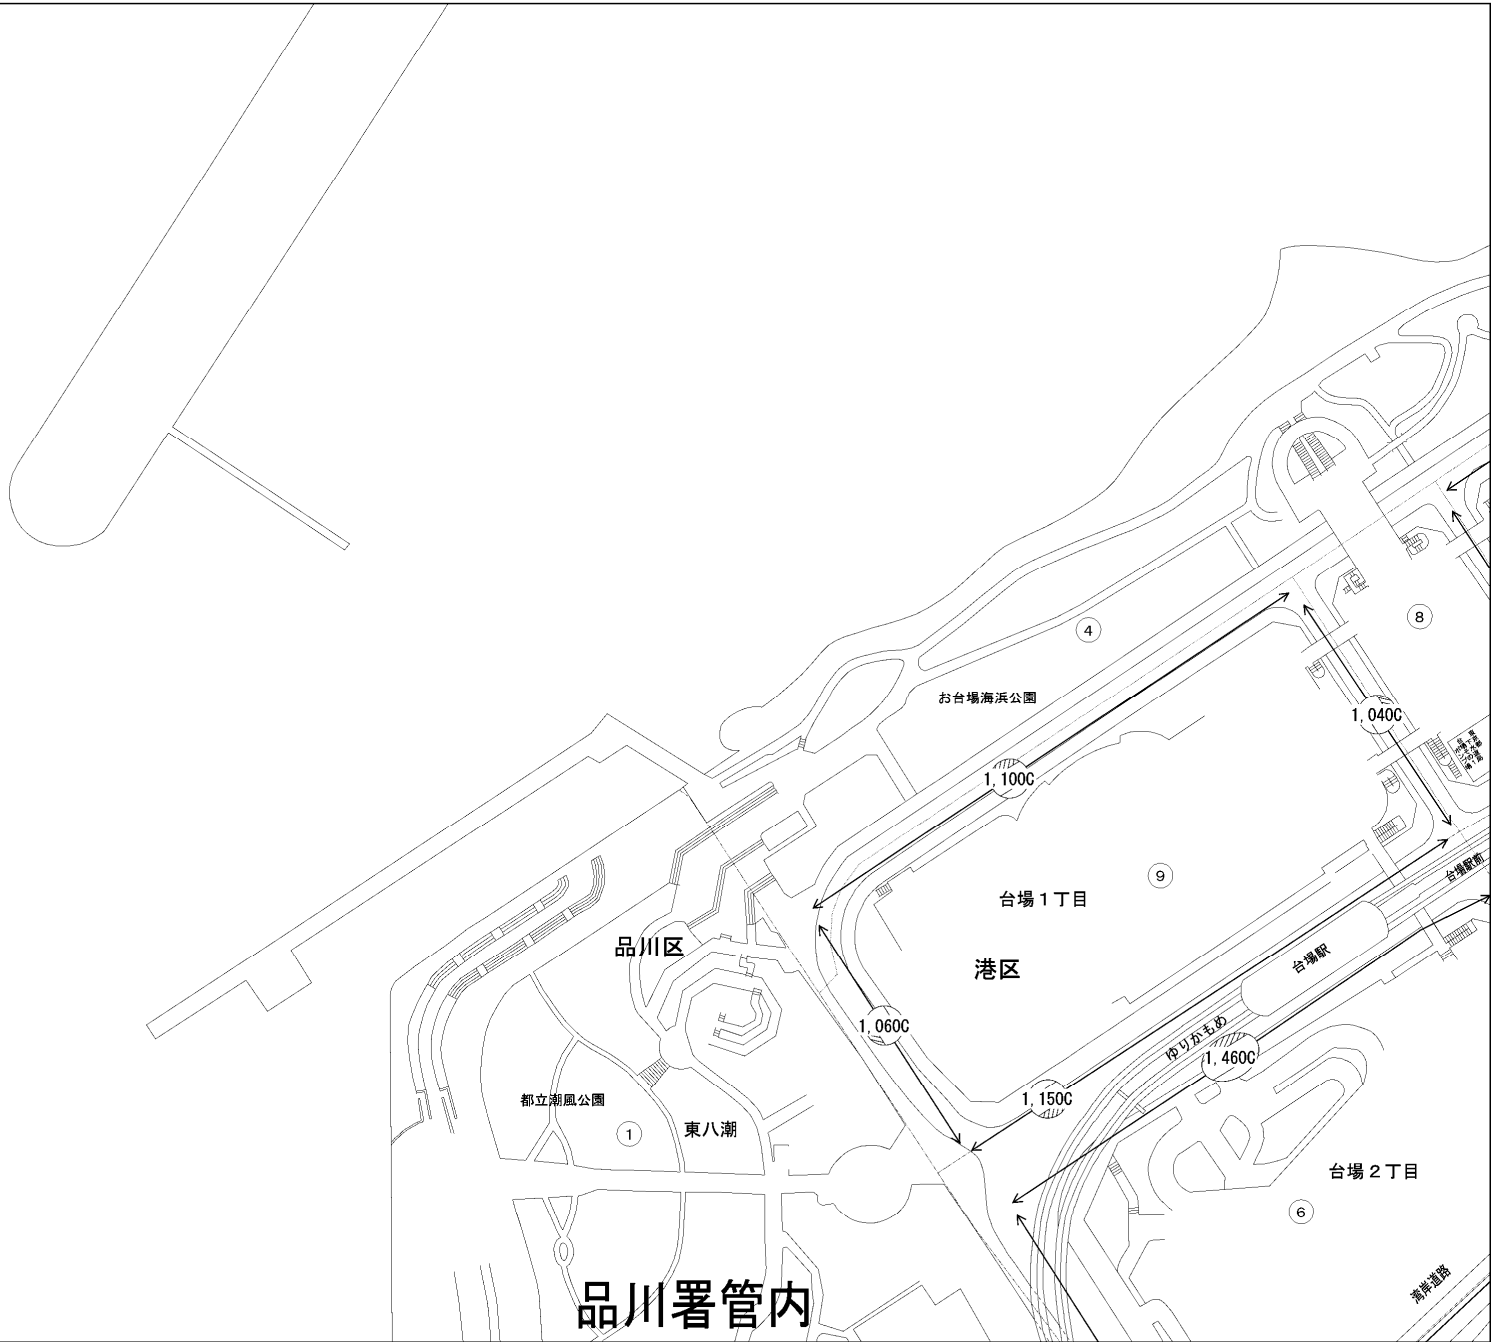 ④
⑧
お台場海浜公園
1,040C
1,100C
台場駅前
⑨
台場１丁目
品川区
港区
台場駅
1,060C
ゆりかもめ
1,460C
1,150C
都立潮風公園
①
東八潮
台場２丁目
⑥
湾岸道路
品川署管内